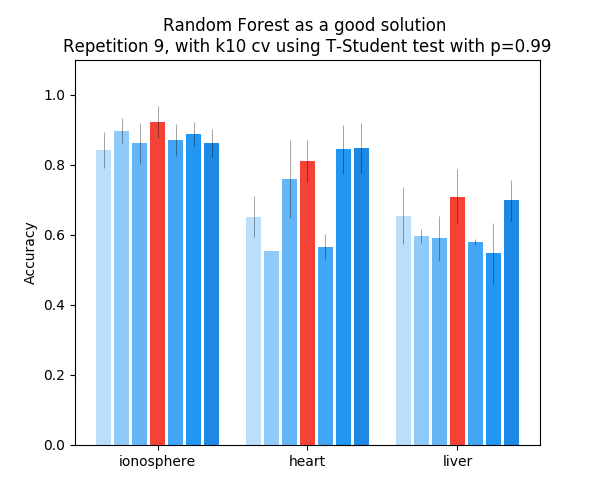 Random Forest as a good solution
Repetition 9, with k10 cv using T-Student test with p=0.99
1.0
0.8
0.6
0.4
0.2
0.0
Accuracy
ionosphere heart liver